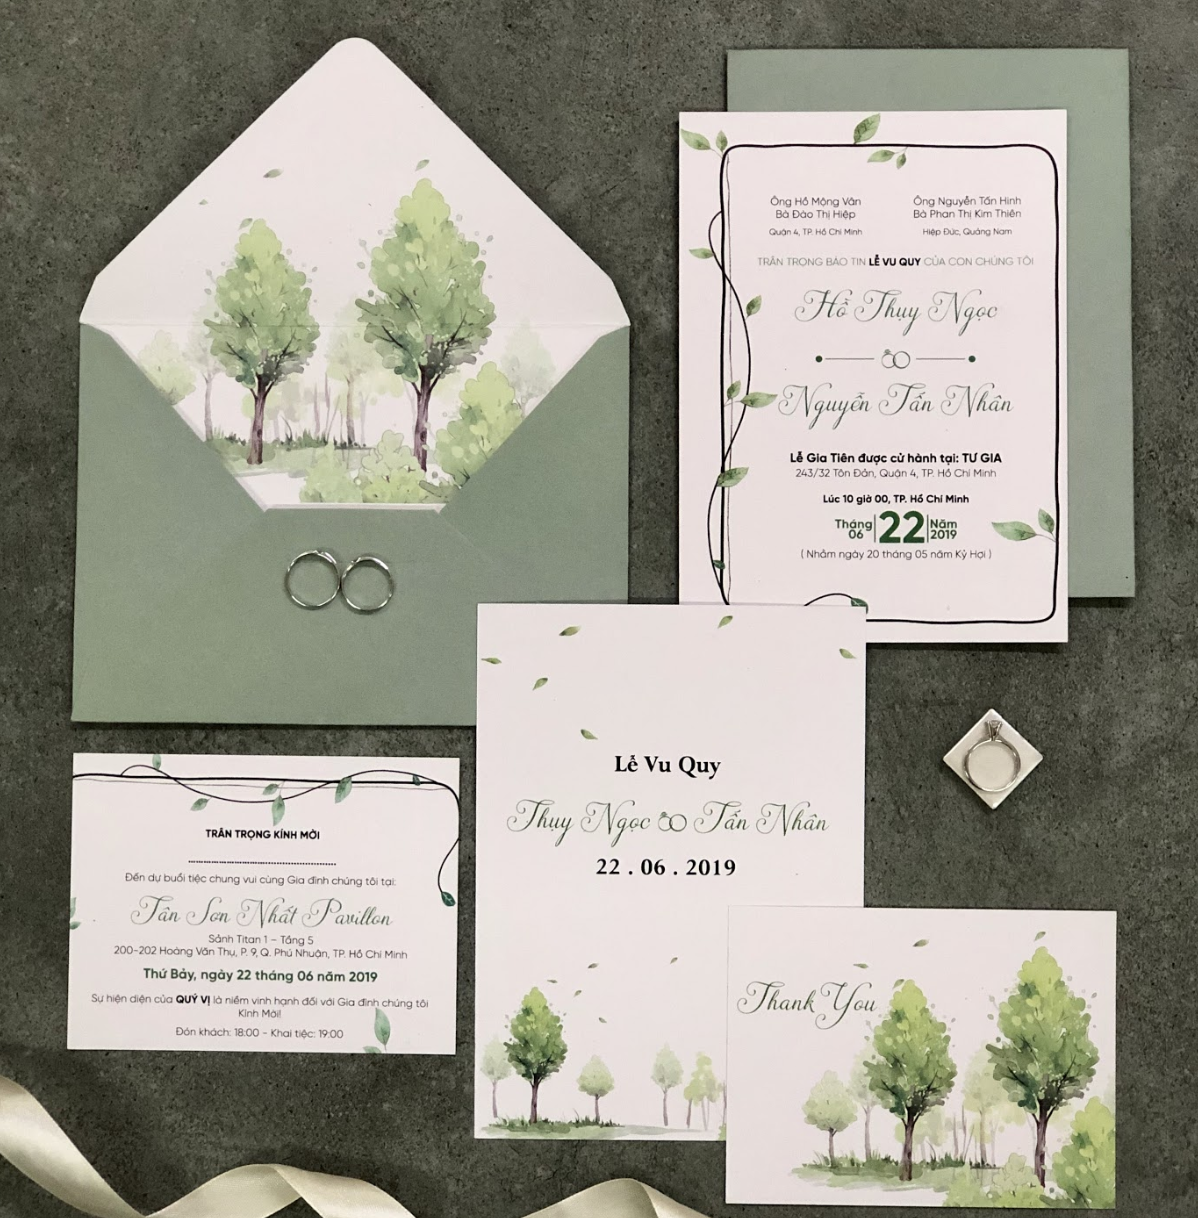 Ông Hồ Mộng Vân
Bà Đào Thị Hiệp
Quận 4, TP. Hồ Chí Minh
Ông Nguyễn Tấn Hinh
Bà Phan Thị Kim Thiên
Hiệp Đức, Quảng Nam
TRÂN TRỌNG BÁO TIN LỄ VU QUY CỦA CON CHÚNG TÔI
Hồ Thụy Ngọc
Nguyễn Tấn Nhân
Lễ Gia Tiên được cử hành tại: TƯ GIA
243/32 Tôn Đản, Quận 4, TP. Hồ Chí Minh
Lúc 10 giờ 00, TP. Hồ Chí Minh
Tháng 06 | 22 | Năm 2019
( Nhằm ngày 20 tháng 05 năm Kỷ Hợi )
Lễ Vu Quy
Thụy Ngọc Tấn Nhân
22 . 06 . 2019
TRÂN TRỌNG KÍNH MỜI
Đến dự buổi tiệc chung vui cùng Gia đình chúng tôi tại:
Tân Sơn Nhất Pavillon
Sảnh Titan 1 – Tầng 5
200-202 Hoàng Văn Thụ, P. 9, Q. Phú Nhuận, TP. Hồ Chí Minh
Thứ Bảy, ngày 22 tháng 06 năm 2019
Sự hiện diện của QUÝ VỊ là niềm vinh hạnh đối với Gia đình chúng tôi
Kính Mời!
Đón khách: 18:00 - Khai tiệc: 19:00
Thank You